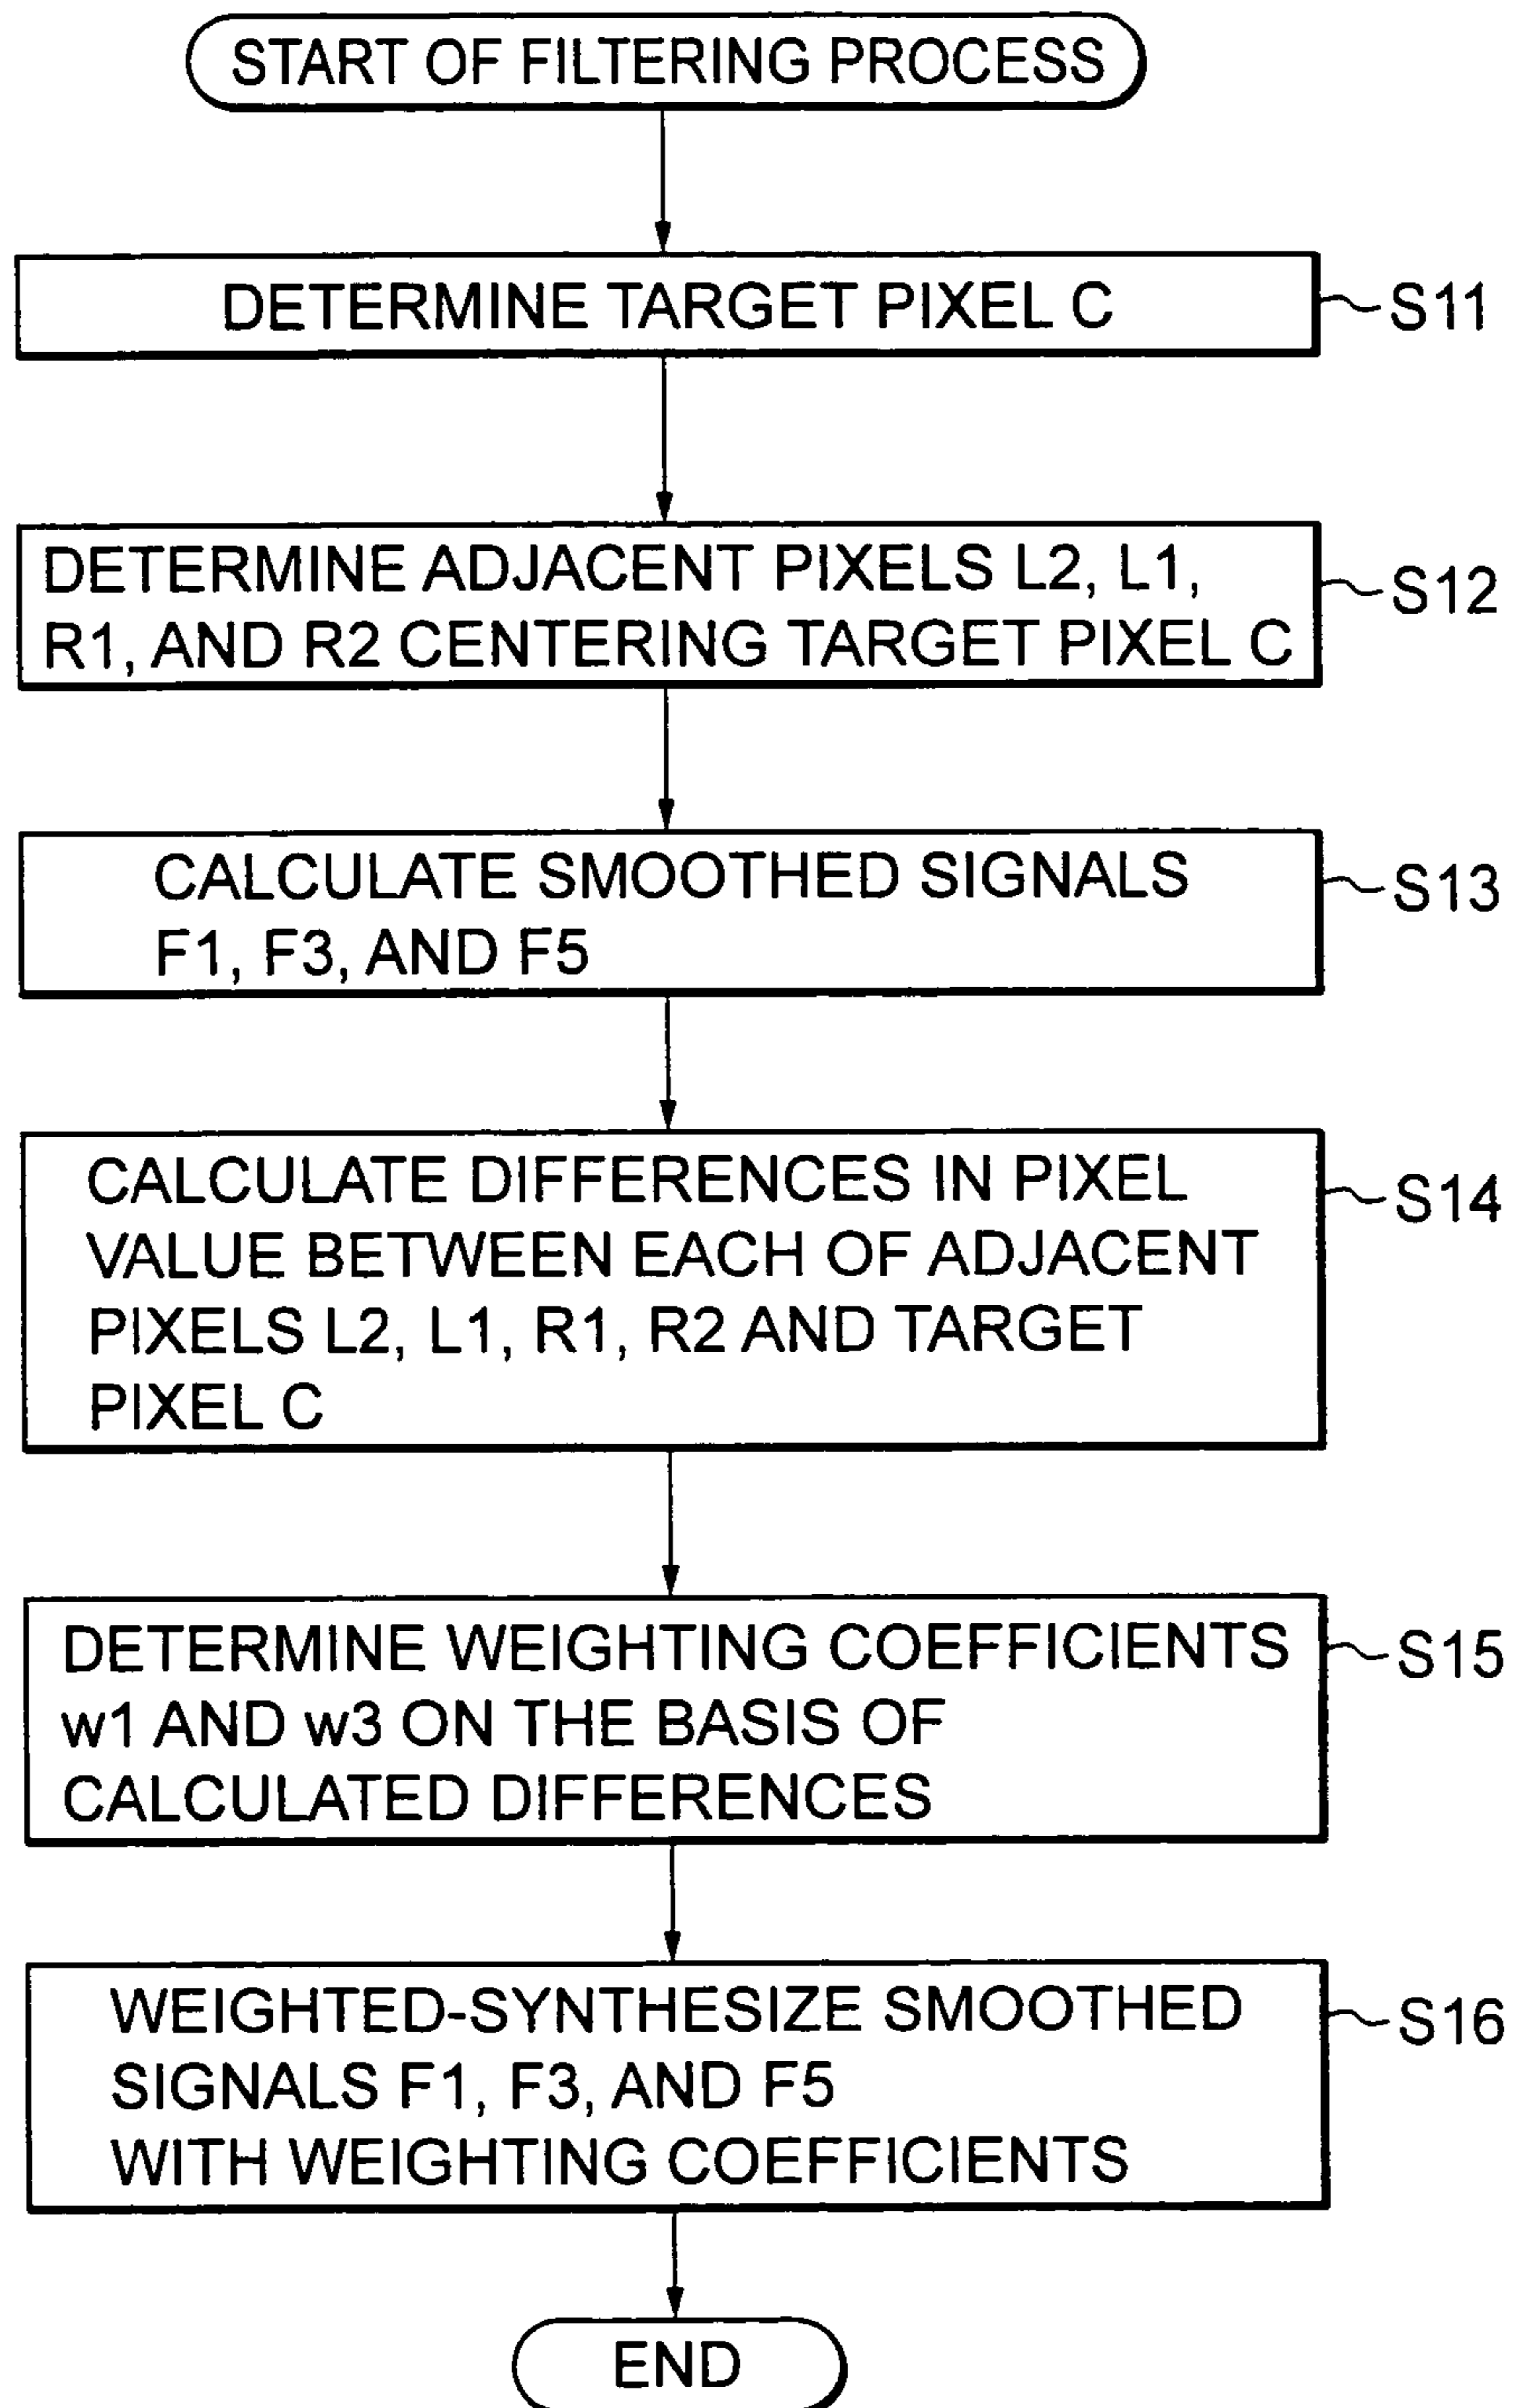 START OF FILTERING PROCESS
DETERMINE TARGET PIXEL C
S11
DETERMINE ADJACENT PIXELS L2, L1,
R1, AND R2 CENTERING TARGET PIXEL C
S12
CALCULATE SMOOTHED SIGNALS
F1, F3, AND F5
S13
CALCULATE DIFFERENCES IN PIXEL
VALUE BETWEEN EACH OF ADJACENT
PIXELS L2, L1, R1, R2 AND TARGET
PIXEL C
S14
DETERMINE WEIGHTING COEFFICIENTS
w1 AND w3 ON THE BASIS OF
CALCULATED DIFFERENCES
S15
WEIGHTED-SYNTHESIZE SMOOTHED
SIGNALS F1, F3, AND F5
WITH WEIGHTING COEFFICIENTS
S16
END